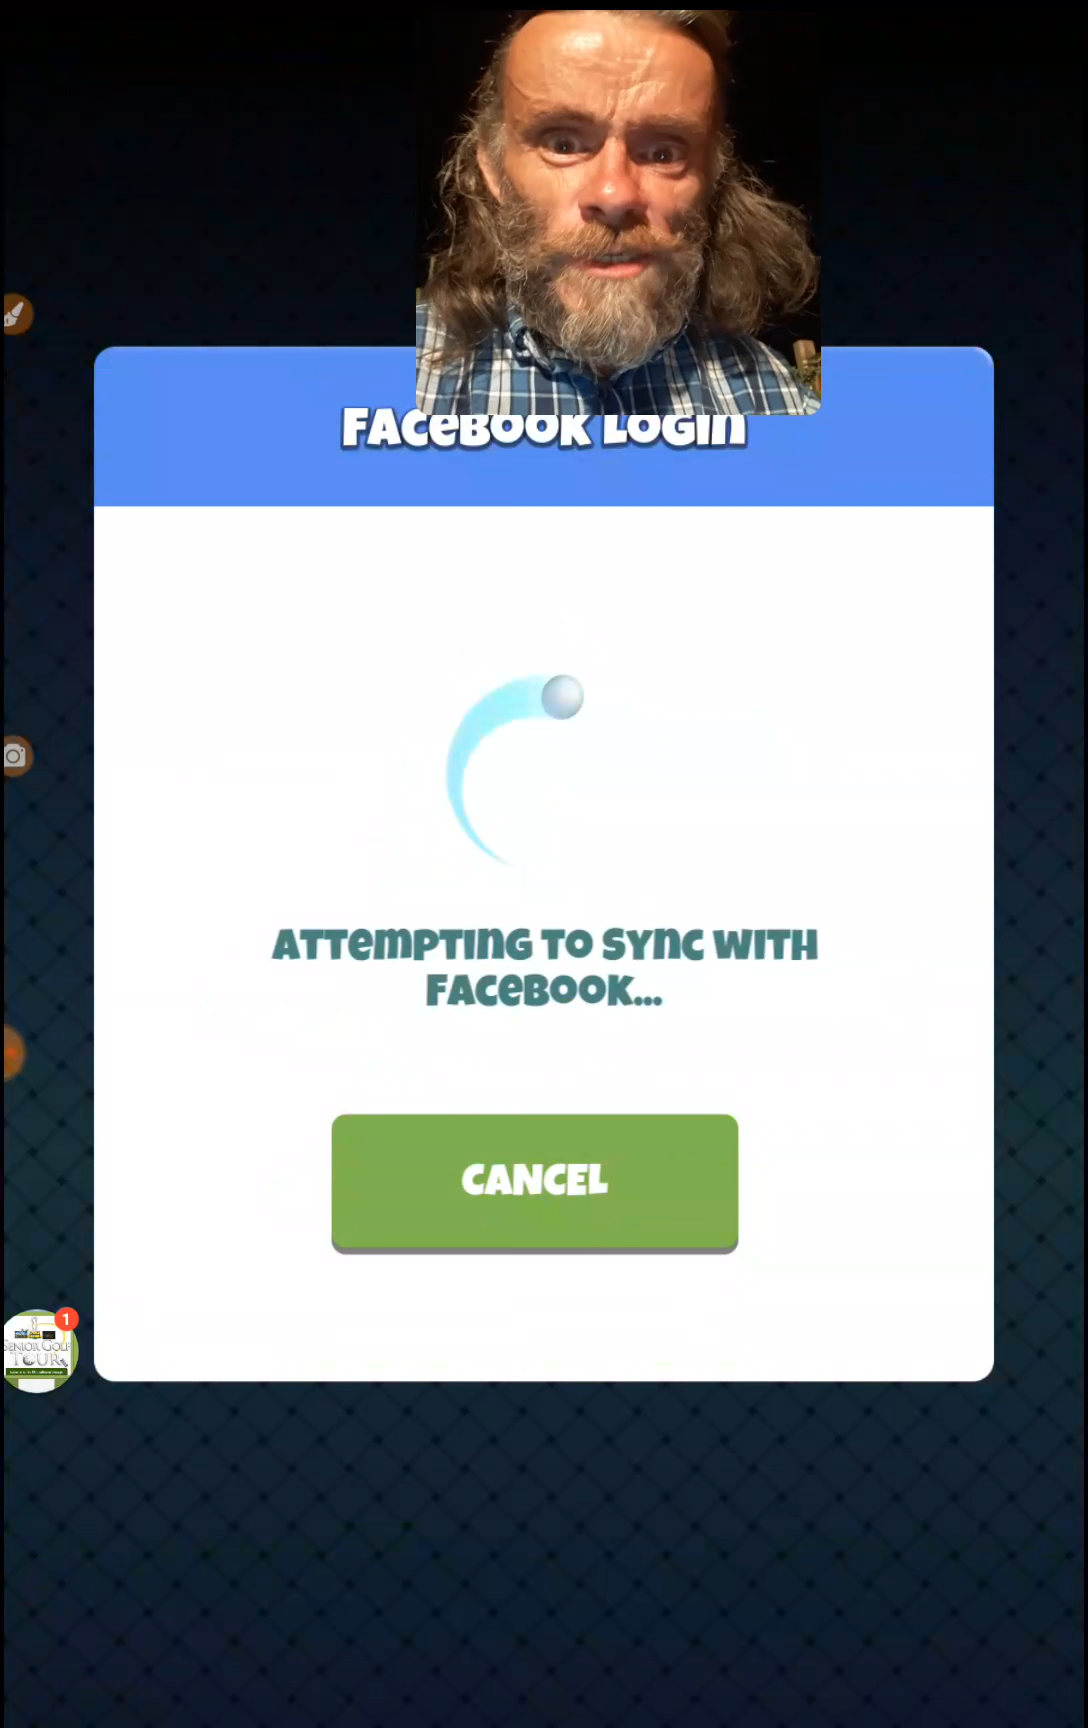 FACEBOOK LOGIN
ATTEMPTING TO SYNC WITH
FACEBOOK...
CANCEL
1
SENIOR GOLF
TOUR